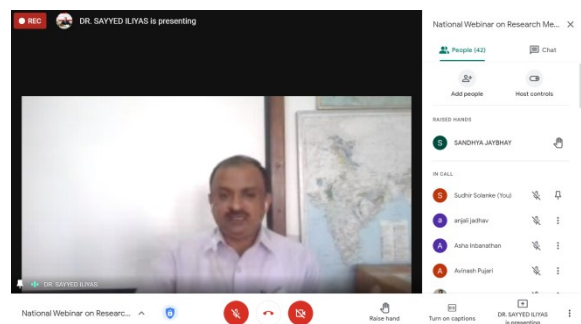 REC
DR. SAYYED ILIYAS is presenting
National Webinar on Research Me...
People (42)
Chat
Add people
Host controls
RAISED HANDS
S
SANDHYA JAYBHAY
IN CALL
S
Sudhir Solanke (You)
a
anjali jadhav
A
Asha Inbanathan
A
Avinash Pujari
DR. SAYYED ILIYAS
National Webinar on Researc...
Raise hand
Turn on captions
DR. SAYYED ILIYAS
is presenting